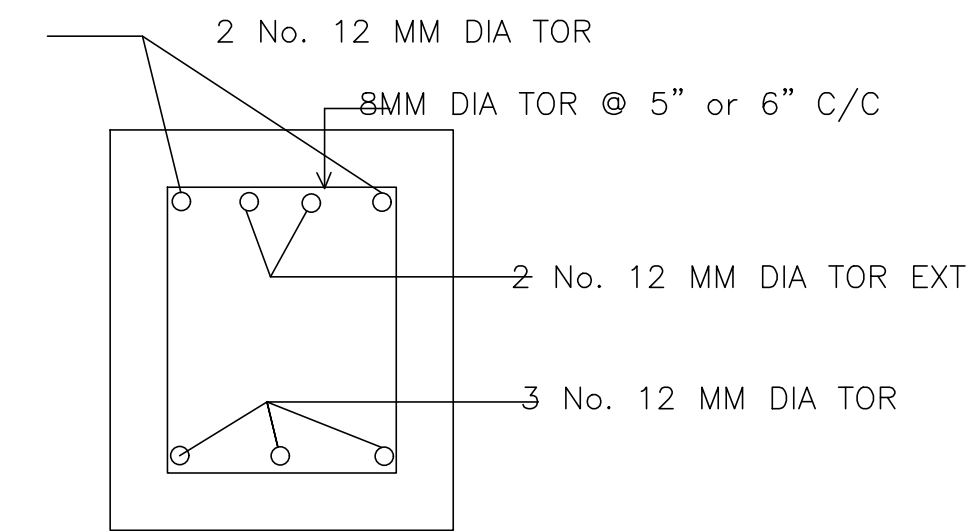 2 No. 12 MM DIA TOR
8MM DIA TOR @ 5” or 6” C/C
2 No. 12 MM DIA TOR EXT
3 No. 12 MM DIA TOR